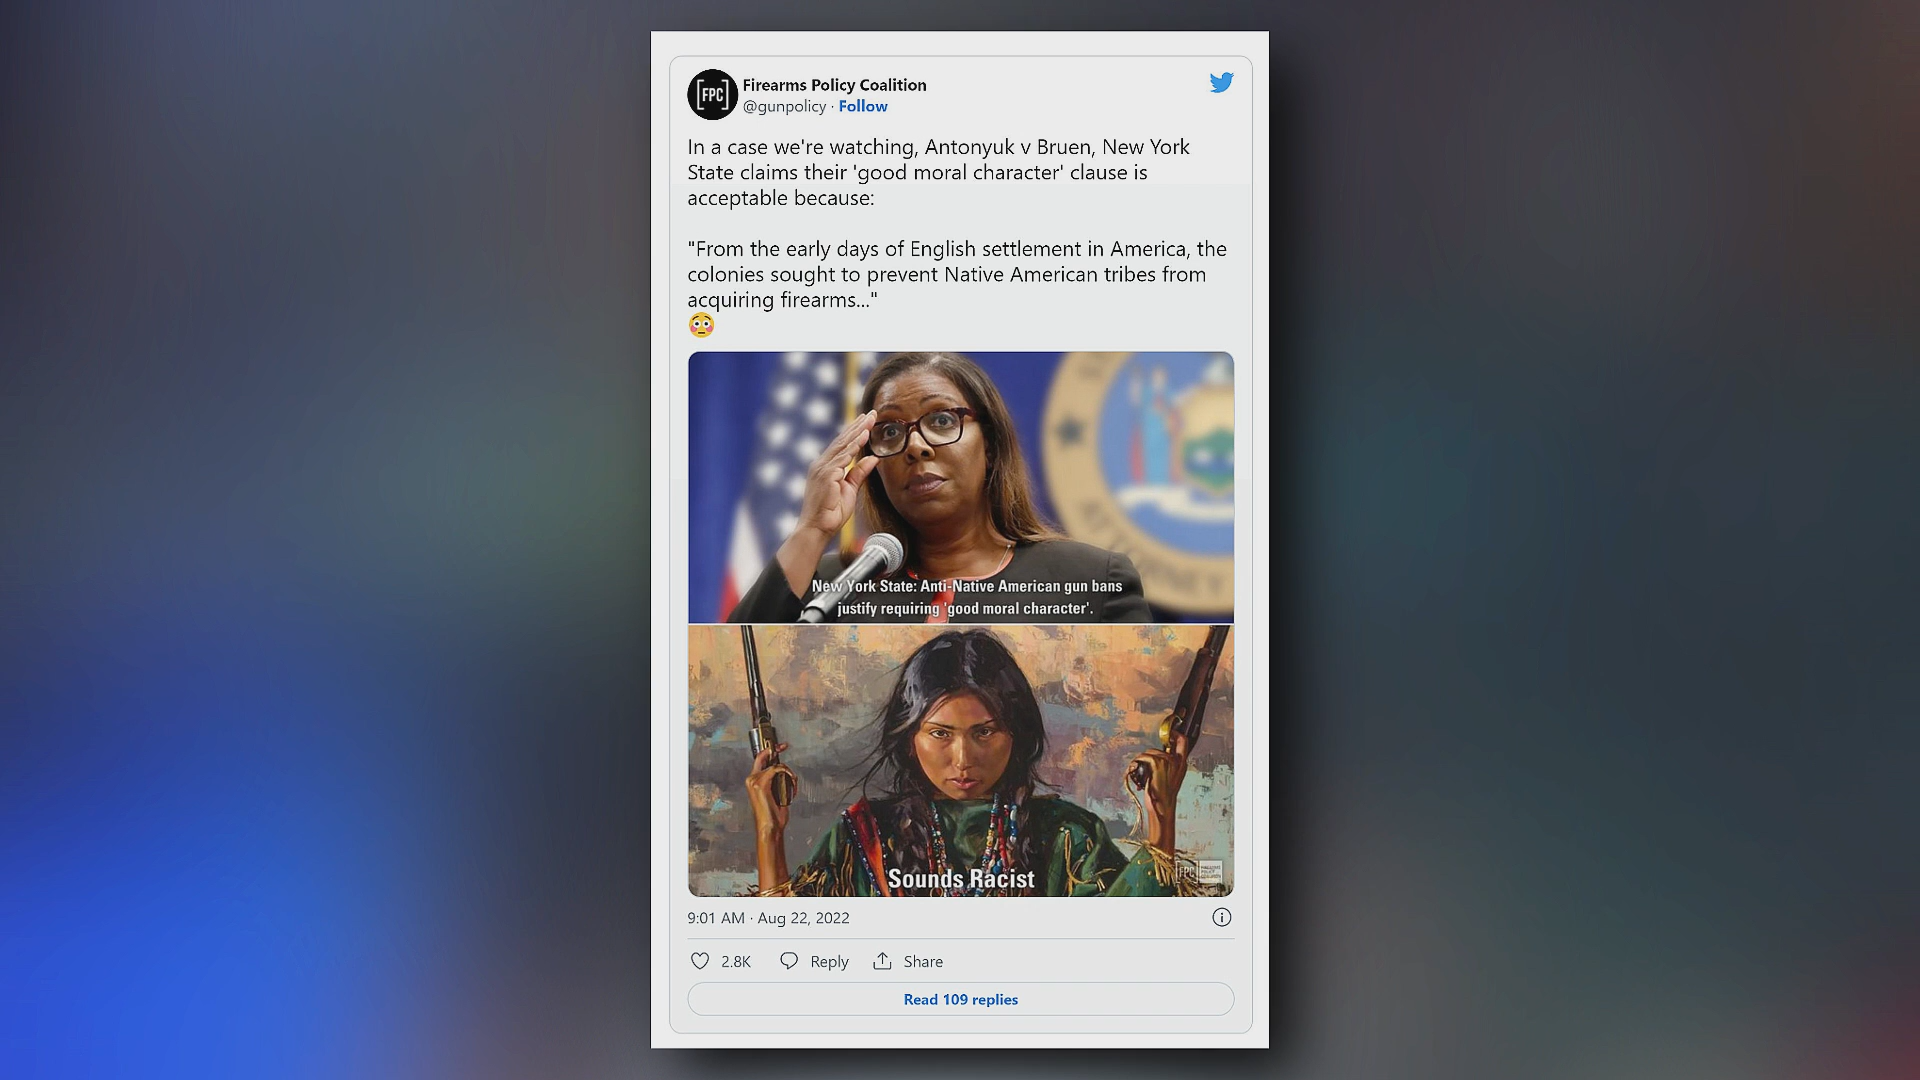 FPC
Firearms Policy Coalition
@gunpolicy · Follow
In a case we're watching, Antonyuk v Bruen, New York
State claims their 'good moral character' clause is
acceptable because:
"From the early days of English settlement in America, the
colonies sought to prevent Native American tribes from
acquiring firearms..."
New York State: Anti-Native American gun bans
justify requiring 'good moral character'.
Sounds Racist
FPC
9:01 AM · Aug 22, 2022
2.8K Reply Share
Read 109 replies